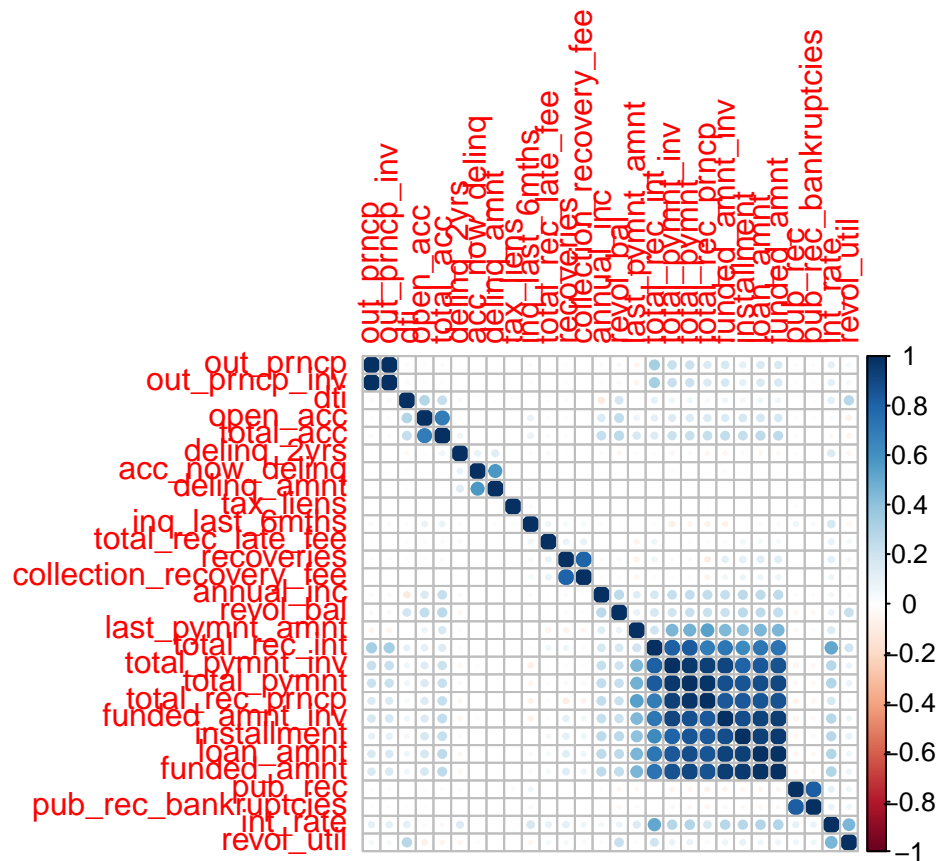 out_prncp
out_prncp_inv
dti
open_acc
total_acc
delinq_2yrs
acc_now_delinq
delinq_amnt
tax_liens
inq_last_6mths
total_rec_late_fee
recoveries
collection_recovery_fee
annual_inc
revol_bal
last_pymnt_amnt
total_rec_int
total_pymnt_inv
total_pymnt
total_rec_prncp
funded_amnt_inv
installment
loan_amnt
funded_amnt
pub_rec
pub_rec_bankruptcies
int_rate
revol_util
out_prncp
out_prncp_inv
dti
open_acc
total_acc
delinq_2yrs
acc_now_delinq
delinq_amnt
tax_liens
inq_last_6mths
total_rec_late_fee
recoveries
collection_recovery_fee
annual_inc
revol_bal
last_pymnt_amnt
total_rec_int
total_pymnt_inv
total_pymnt
total_rec_prncp
funded_amnt_inv
installment
loan_amnt
funded_amnt
pub_rec
pub_rec_bankruptcies
int_rate
revol_util
1
0.8
0.6
0.4
0.2
0
−0.2
−0.4
−0.6
−0.8
−1